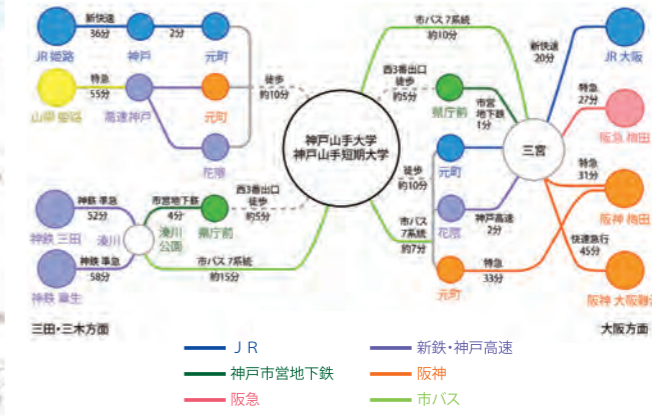 新快速
36分
2分
JR 姫路
神戸
元町
特急
55分
山陽 姫路
高速神戸
元町
花隈
徒歩
約10分
市バス 7系統
約10分
西3番出口
徒歩
約5分
県庁前
市営
地下鉄
1分
新快速
20分
JR 大阪
特急
27分
阪急 梅田
三宮
特急
31分
阪神 梅田
快速急行
45分
阪神 大阪難波
神戸山手大学
神戸山手短期大学
徒歩
約10分
元町
花隈
神戸高速
2分
市バス
7系統
約7分
元町
特急
33分
神鉄 準急
52分
神鉄 三田
湊川
市営地下鉄
4分
湊川
公園
県庁前
西3番出口
徒歩
約5分
神鉄 準急
58分
神鉄 粟生
市バス 7系統
約15分
三田・三木方面
大阪方面
JR
新鉄・神戸高速
神戸市営地下鉄
阪神
阪急
市バス